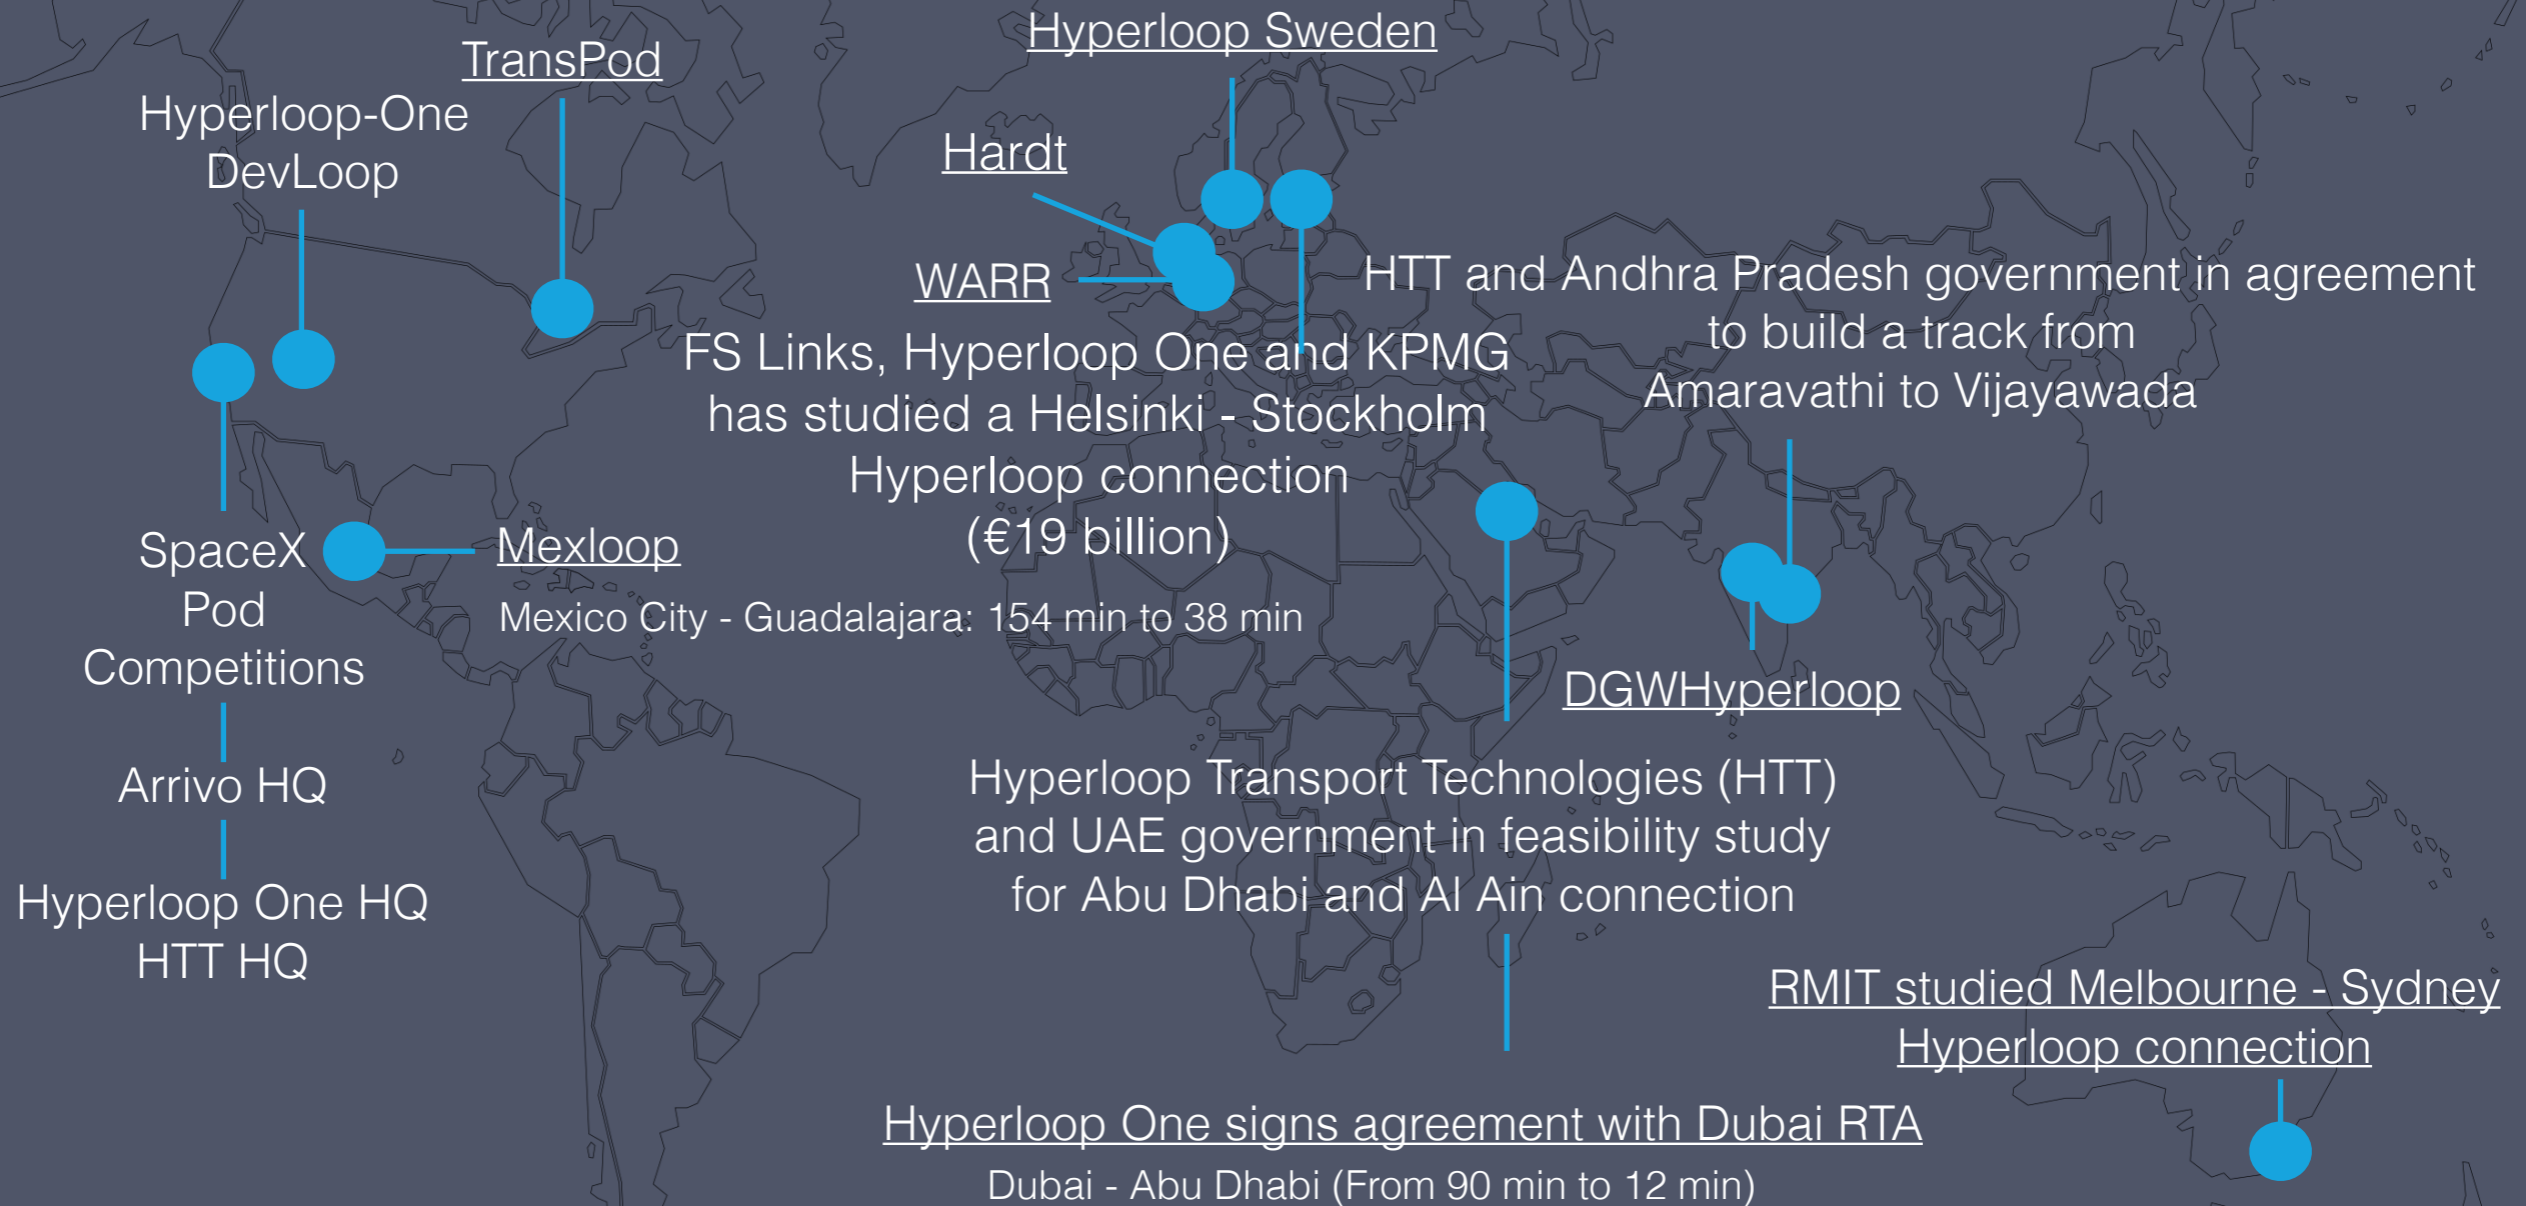 Hyperloop Sweden
TransPod
Hyperloop-One
DevLoop
Hardt
WARR
HTT and Andhra Pradesh government in agreement
to build a track from
Amaravathi to Vijayawada
FS Links, Hyperloop One and KPMG
has studied a Helsinki - Stockholm
Hyperloop connection
(€19 billion)
SpaceX
Pod
Competitions
Mexloop
Mexico City - Guadalajara: 154 min to 38 min
DGWHyperloop
Arrivo HQ
Hyperloop One HQ
HTT HQ
Hyperloop Transport Technologies (HTT)
and UAE government in feasibility study
for Abu Dhabi and Al Ain connection
RMIT studied Melbourne - Sydney
Hyperloop connection
Hyperloop One signs agreement with Dubai RTA
Dubai - Abu Dhabi (From 90 min to 12 min)